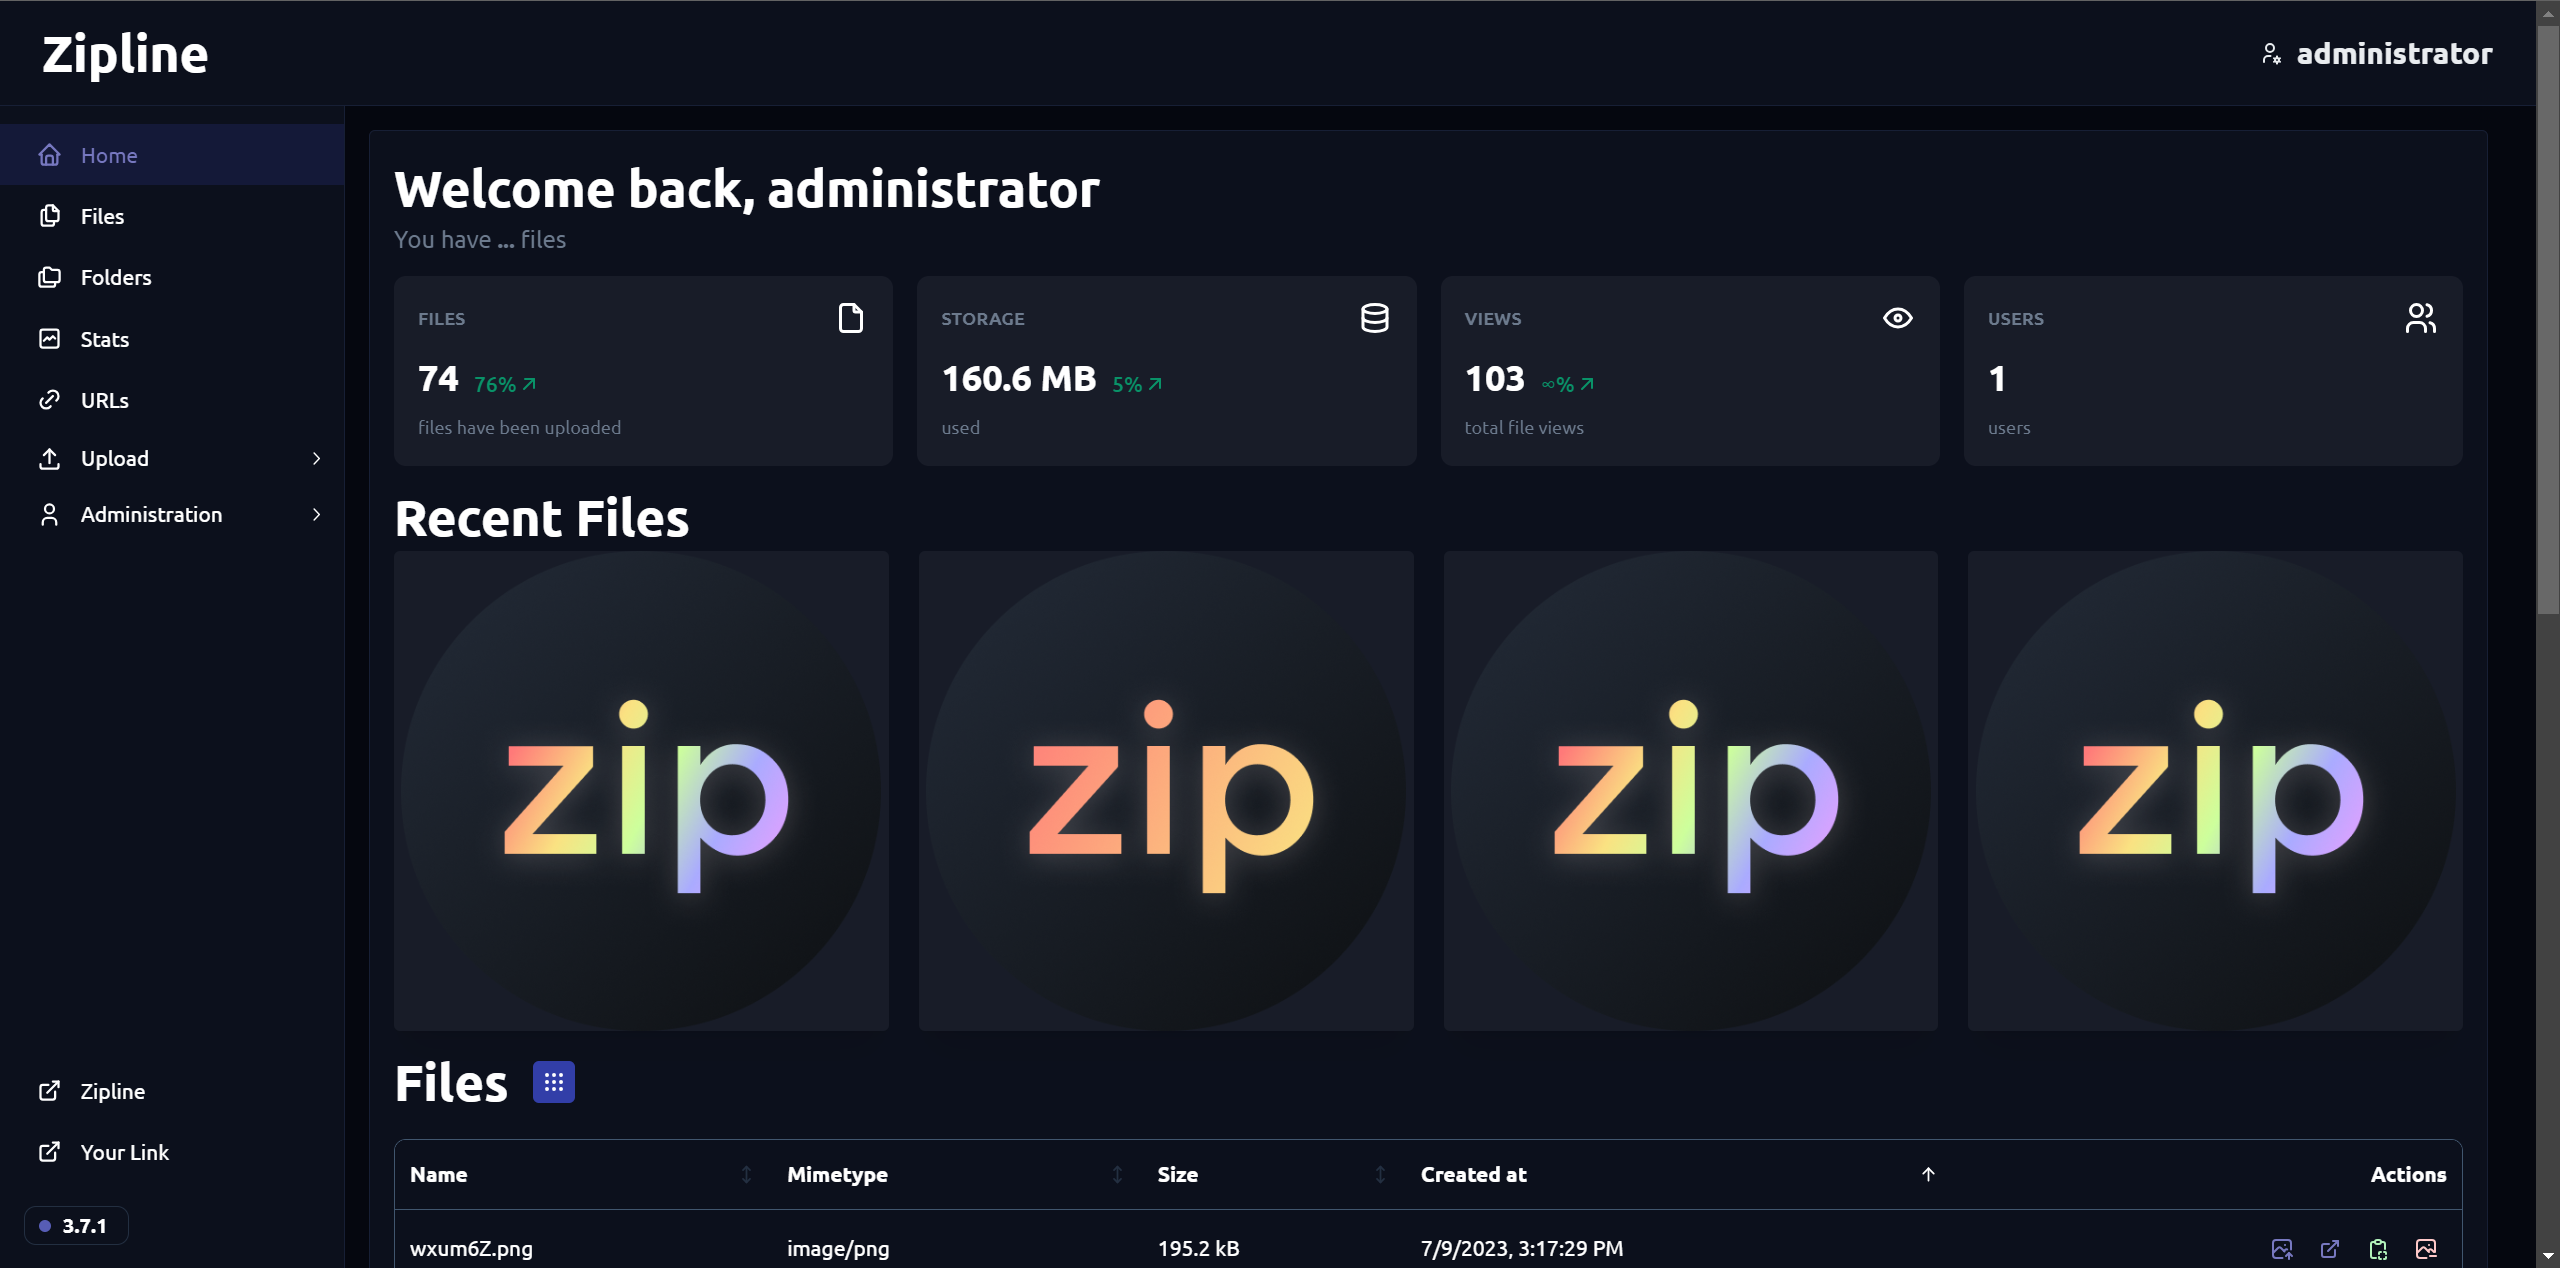 Zipline
administrator
Home
Files
Folders
Stats
URLs
Upload
Administration
Zipline
Your Link
3.7.1
Welcome back, administrator
You have ... files
FILES
74 76%
files have been uploaded
STORAGE
160.6 MB 5%
used
VIEWS
103 ∞%
total file views
USERS
1
users
Recent Files
zip
zip
zip
zip
Files
Name Mimetype Size Created at Actions
wxum6Z.png image/png 195.2 kB 7/9/2023, 3:17:29 PM